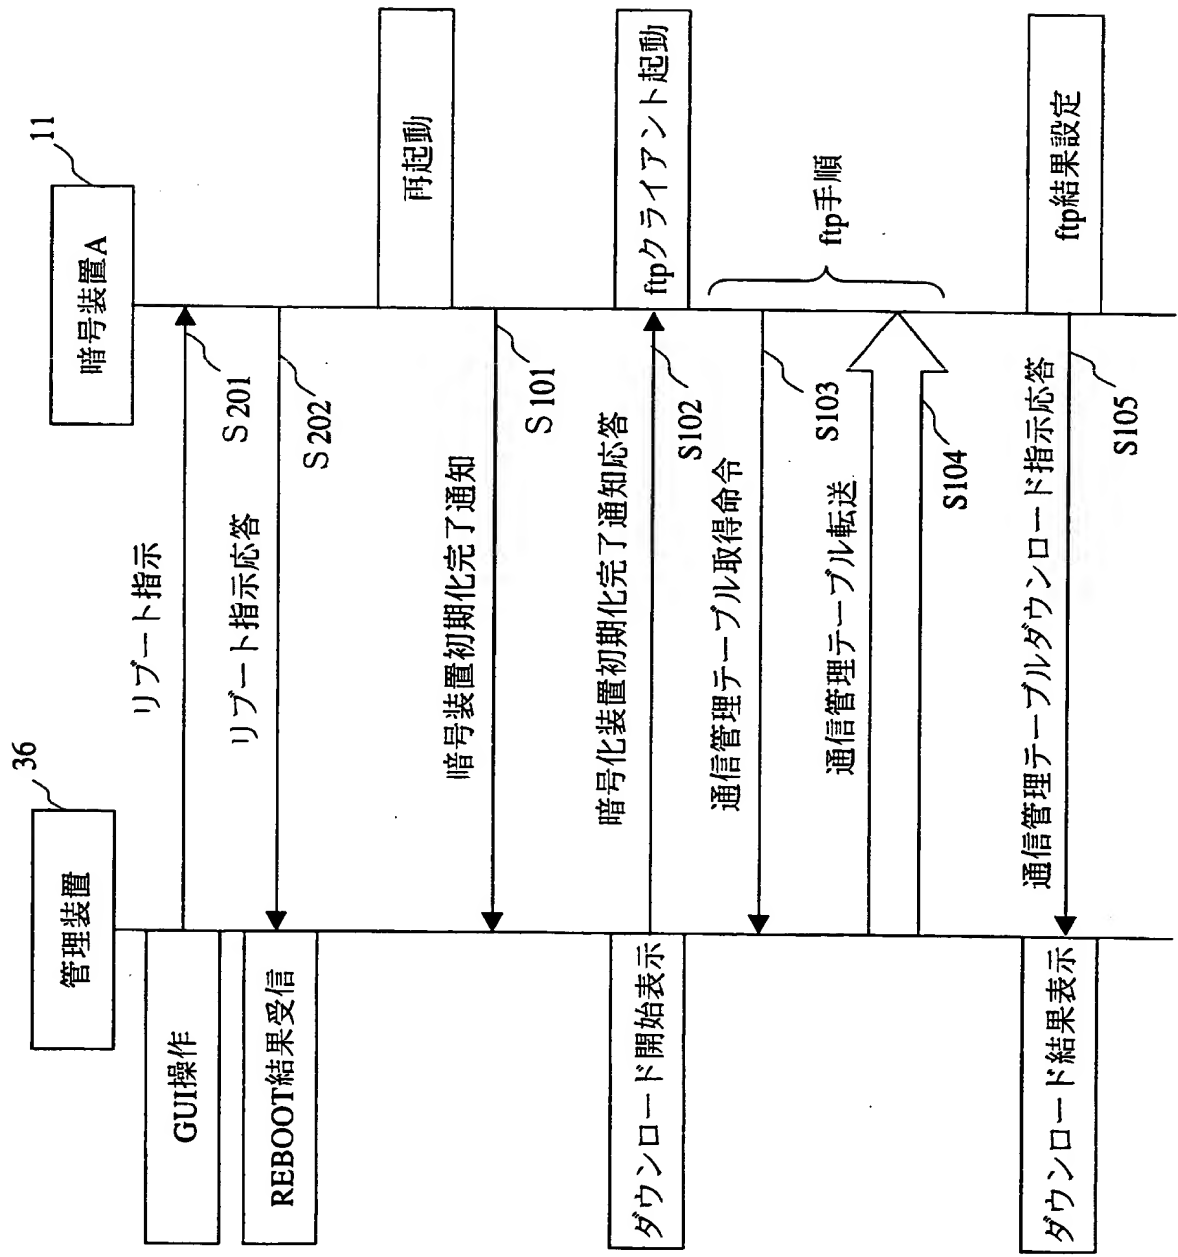 管理装置
36
暗号装置A
11
GUI操作
リブート指示
S201
REBOOT結果受信
リブート指示応答
S202
再起動
暗号装置初期化完了通知
S101
ダウンロード開始表示
暗号化装置初期化完了通知応答
S102
ftpクライアント起動
通信管理テーブル取得命令
S103
ftp手順
通信管理テーブル転送
S104
ダウンロード結果表示
通信管理テーブルダウンロード指示応答
S105
ftp結果設定